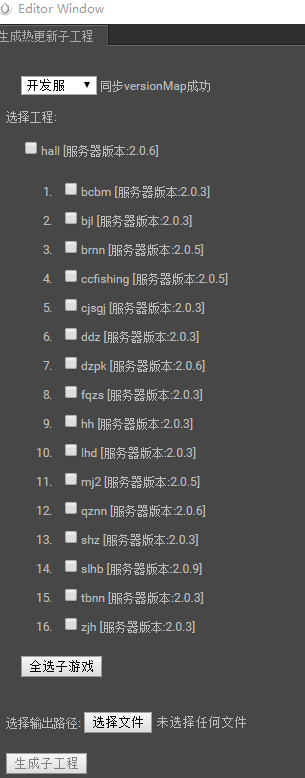 Editor Window
生成热更新子工程
开发服 ▼ 同步versionMap成功
选择工程:
hall [服务器版本:2.0.6]
1. bcbm [服务器版本:2.0.3]
2. bjl [服务器版本:2.0.3]
3. brnn [服务器版本:2.0.5]
4. ccfishing [服务器版本:2.0.5]
5. cjsgj [服务器版本:2.0.3]
6. ddz [服务器版本:2.0.3]
7. dzpk [服务器版本:2.0.6]
8. fqzs [服务器版本:2.0.3]
9. hh [服务器版本:2.0.3]
10. lhd [服务器版本:2.0.3]
11. mj2 [服务器版本:2.0.5]
12. qznn [服务器版本:2.0.6]
13. shz [服务器版本:2.0.3]
14. slhb [服务器版本:2.0.9]
15. tbnn [服务器版本:2.0.3]
16. zjh [服务器版本:2.0.3]
全选子游戏
选择输出路径: 选择文件 未选择任何文件
生成子工程